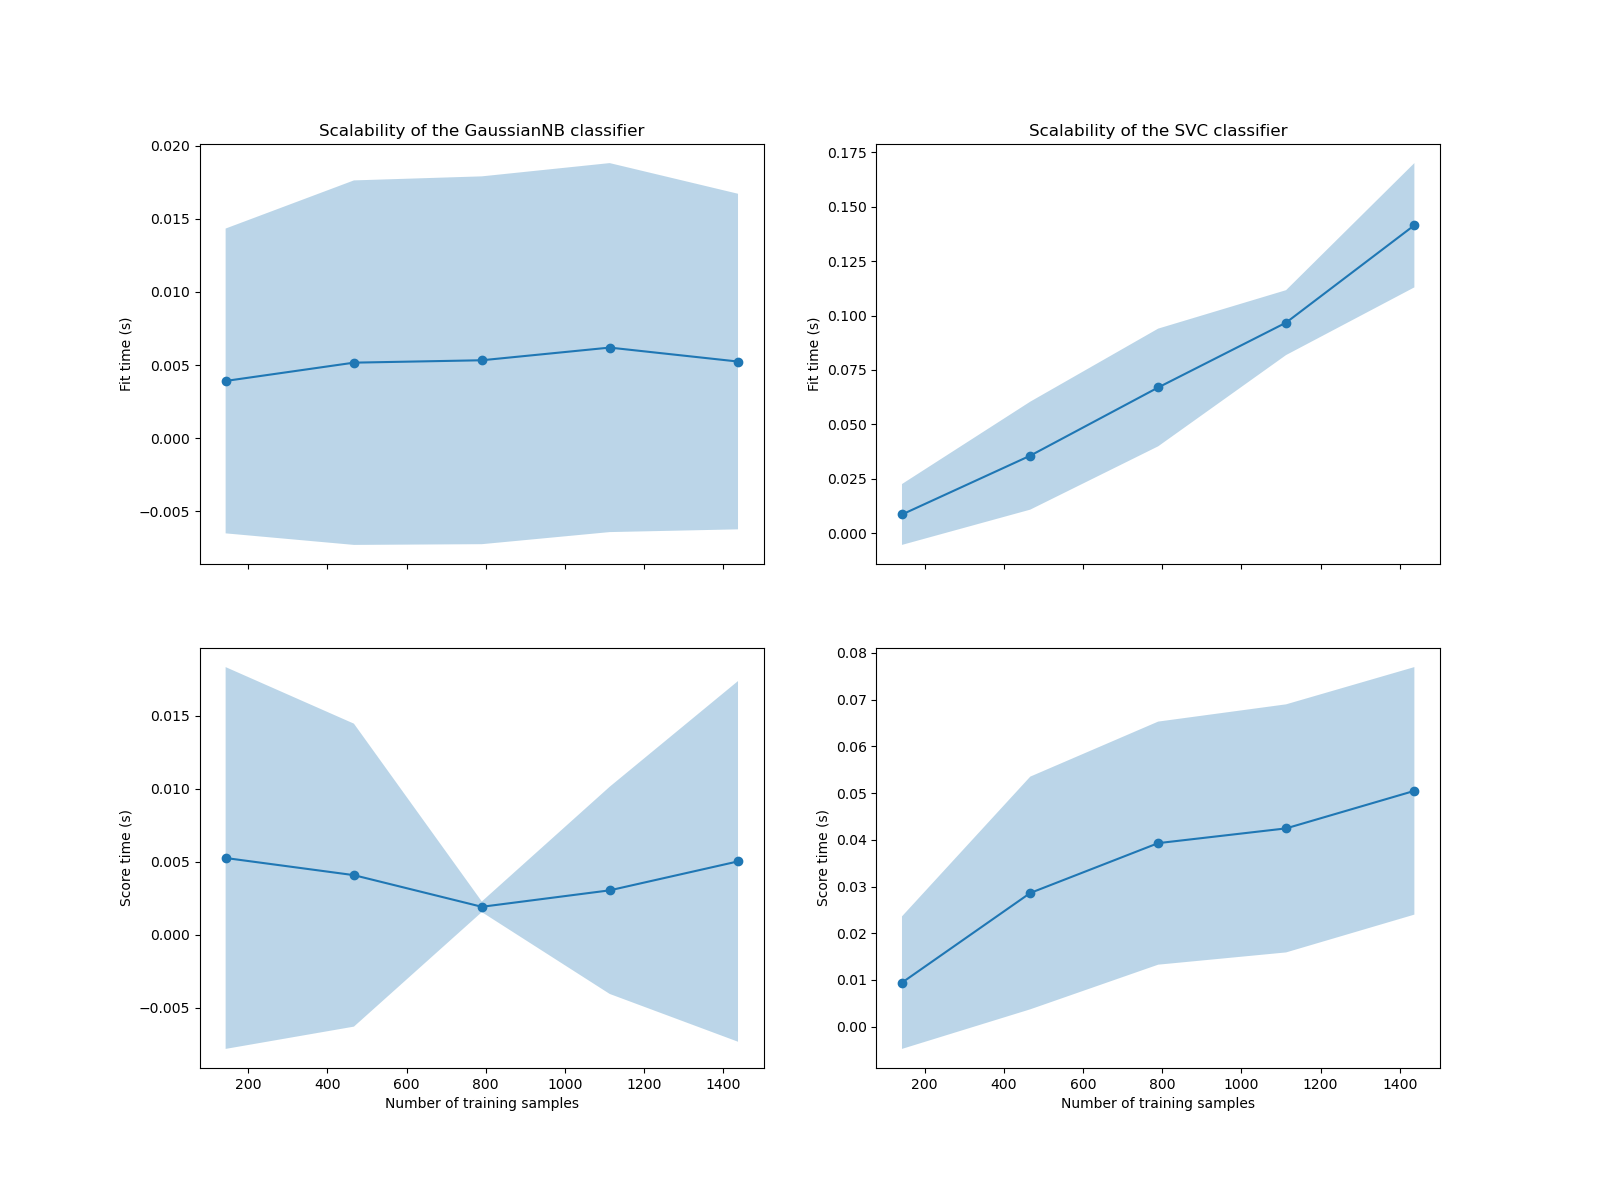 Scalability of the GaussianNB classifier
0.020
0.015
0.010
0.005
0.000
−0.005
Fit time (s)
Scalability of the SVC classifier
0.175
0.150
0.125
0.100
0.075
0.050
0.025
0.000
Fit time (s)
0.015
0.010
0.005
0.000
−0.005
Score time (s)
200 400 600 800 1000 1200 1400
Number of training samples
0.08
0.07
0.06
0.05
0.04
0.03
0.02
0.01
0.00
Score time (s)
200 400 600 800 1000 1200 1400
Number of training samples